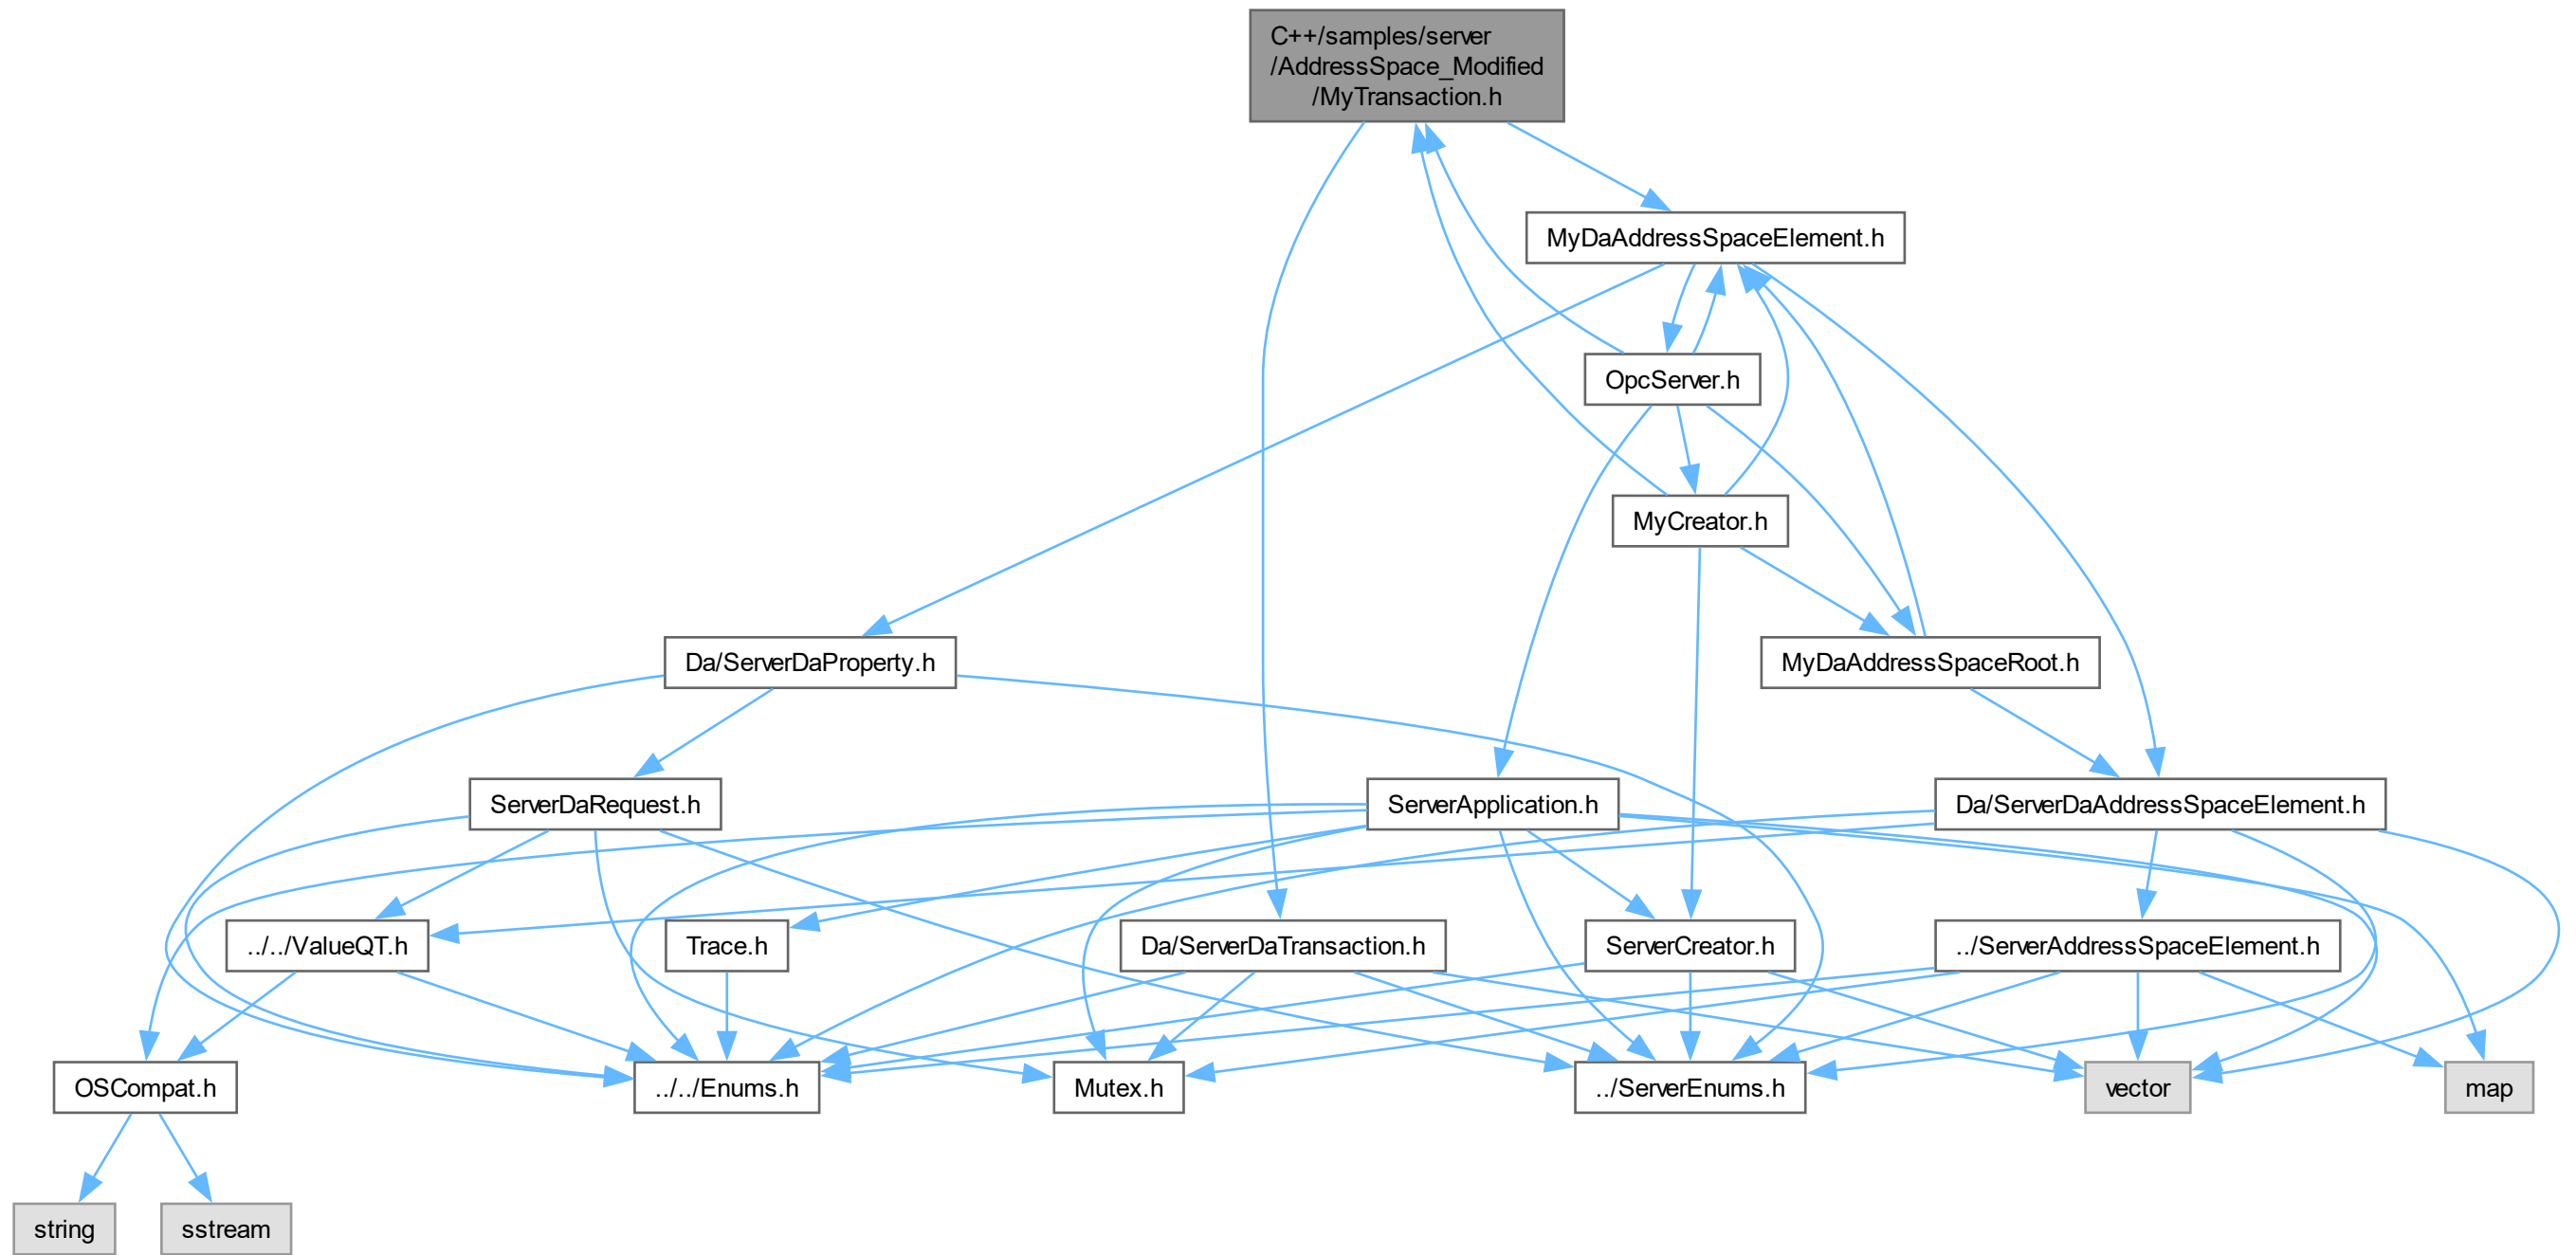 C++/samples/server
/AddressSpace_Modified
/MyTransaction.h
MyDaAddressSpaceElement.h
OpcServer.h
MyCreator.h
Da/ServerDaProperty.h
MyDaAddressSpaceRoot.h
ServerDaRequest.h
ServerApplication.h
Da/ServerDaAddressSpaceElement.h
../../ValueQT.h
Trace.h
Da/ServerDaTransaction.h
ServerCreator.h
../ServerAddressSpaceElement.h
OSCompat.h
../../Enums.h
Mutex.h
../ServerEnums.h
vector
map
string
sstream